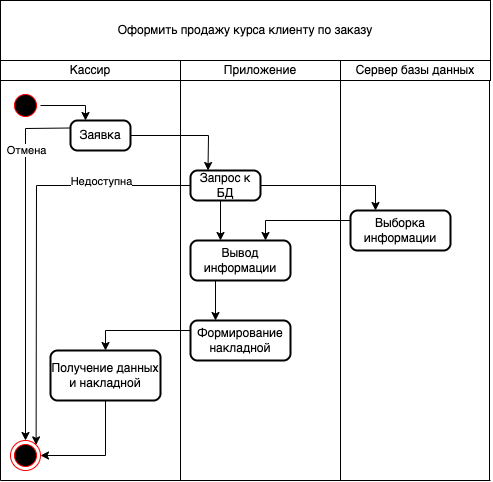 Оформить продажу курса клиенту по заказу
Кассир
Приложение
Сервер базы данных
Заявка
Отмена
Недоступна
Запрос к
БД
Выборка
информации
Вывод
информации
Формирование
накладной
Получение данных
и накладной